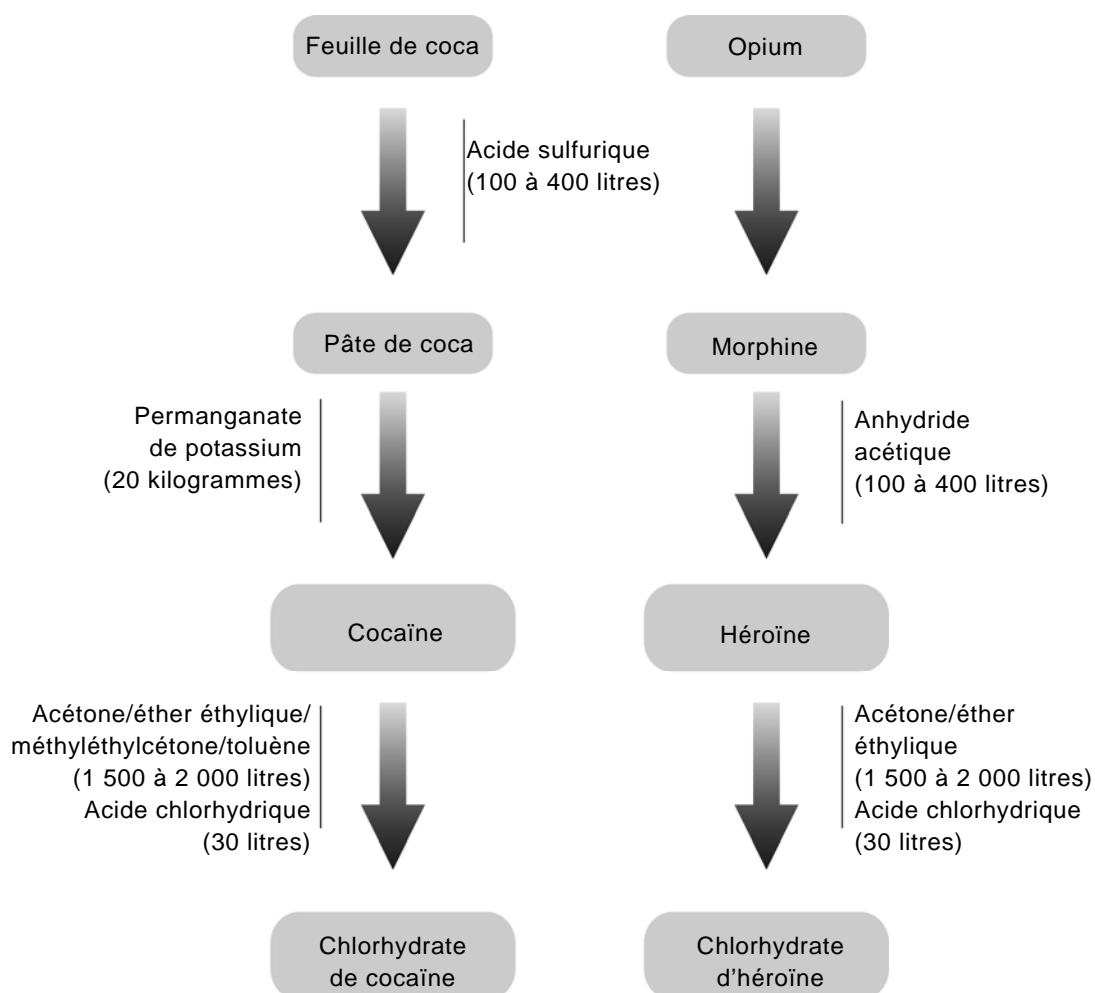 Feuille de coca
Opium
Acide sulfurique
(100 à 400 litres)
Pâte de coca
Morphine
Permanganate
de potassium
(20 kilogrammes)
Anhydride
acétique
(100 à 400 litres)
Cocaïne
Héroïne
Acétone/éther éthylique/
méthyléthylcétone/toluène
(1 500 à 2 000 litres)
Acide chlorhydrique
(30 litres)
Acétone/éther
éthylique
(1 500 à 2 000 litres)
Acide chlorhydrique
(30 litres)
Chlorhydrate
de cocaïne
Chlorhydrate
d'héroïne